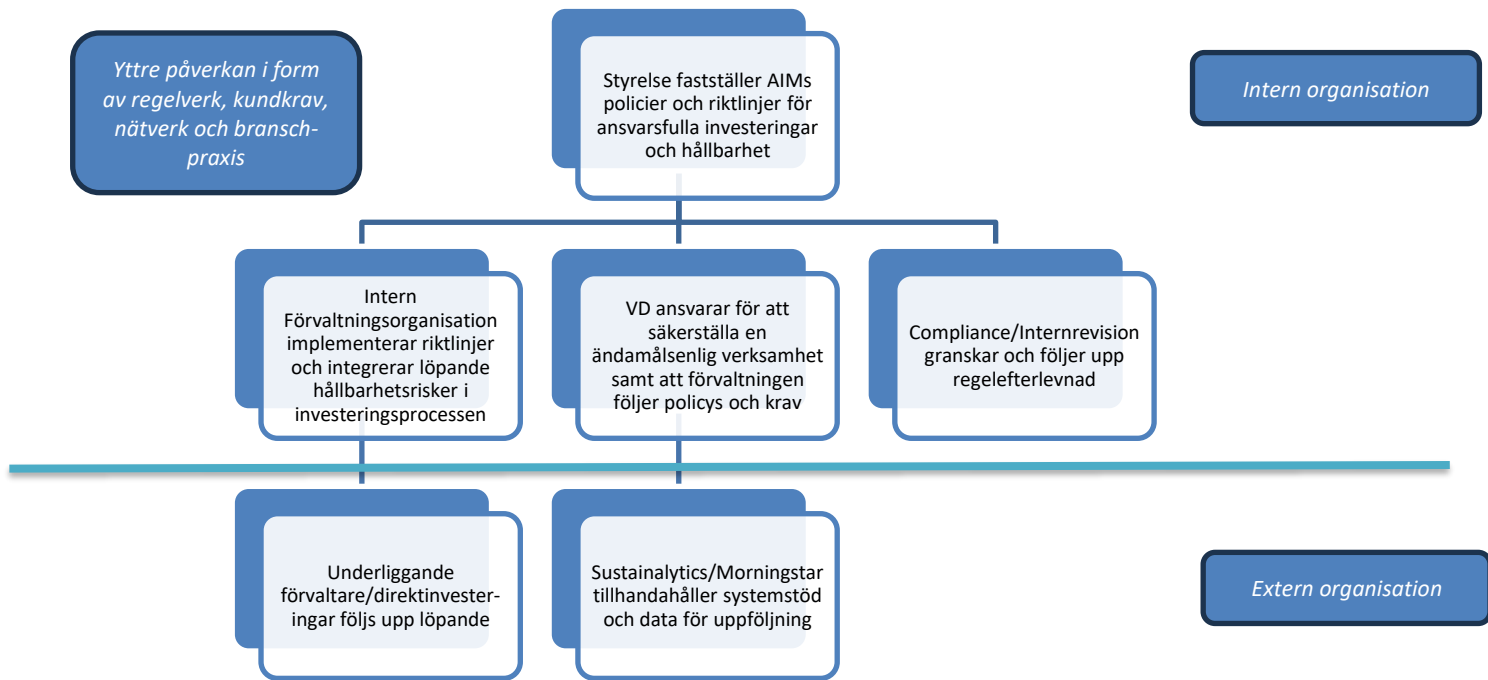 Yttre påverkan i form
av regelverk, kundkrav,
nätverk och bransch-
praxis
Styrelse fastställer AIMs
policier och riktlinjer för
ansvarsfulla investeringar
och hållbarhet
Intern organisation
Intern
Förvaltningsorganisation
implementerar riktlinjer
och integrerar löpande
hållbarhetsrisker i
investeringsprocessen
VD ansvarar för att
säkerställa en
ändamålsenlig verksamhet
samt att förvaltningen
följer policys och krav
Compliance/Internrevision
granskar och följer upp
regelefterlevnad
Underliggande
förvaltare/direktinvester-
ingar följs upp löpande
Sustainalytics/Morningstar
tillhandahåller systemstöd
och data för uppföljning
Extern organisation